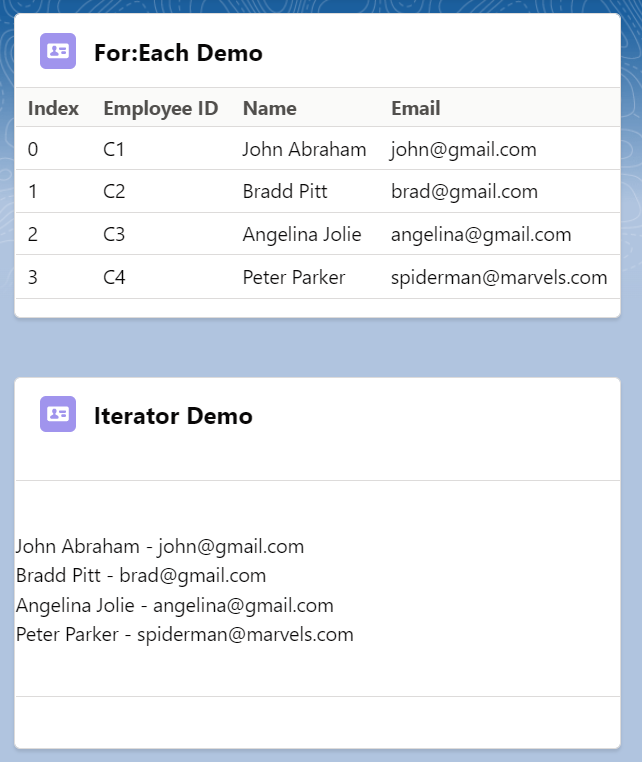 For:Each Demo
Index Employee ID Name Email
0 C1 John Abraham john@gmail.com
1 C2 Bradd Pitt brad@gmail.com
2 C3 Angelina Jolie angelina@gmail.com
3 C4 Peter Parker spiderman@marvels.com
Iterator Demo
John Abraham - john@gmail.com
Bradd Pitt - brad@gmail.com
Angelina Jolie - angelina@gmail.com
Peter Parker - spiderman@marvels.com